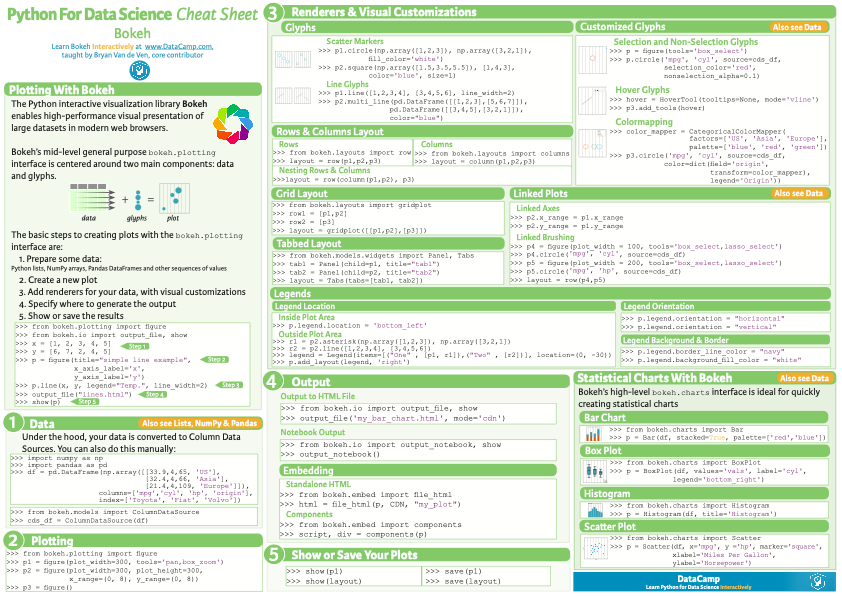 Python For Data Science Cheat Sheet
Bokeh
Learn Bokeh Interactively at www.DataCamp.com,
taught by Bryan Van de Ven, core contributor
Plotting With Bokeh
The Python interactive visualization library Bokeh
enables high-performance visual presentation of
large datasets in modern web browsers.
Bokeh's mid-level general purpose bokeh.plotting
interface is centered around two main components: data
and glyphs.
+ =
data glyphs plot
The basic steps to creating plots with the bokeh.plotting
interface are:
1. Prepare some data:
Python lists, NumPy arrays, Pandas DataFrames and other sequences of values
2. Create a new plot
3. Add renderers for your data, with visual customizations
4. Specify where to generate the output
5. Show or save the results
>>> from bokeh.plotting import figure
>>> from bokeh.io import output_file, show
>>> x = [1, 2, 3, 4, 5] Step 1
>>> y = [6, 7, 2, 4, 5]
>>> p = figure(title="simple line example", Step 2
x_axis_label='x',
y_axis_label='y')
>>> p.line(x, y, legend="Temp.", line_width=2) Step 3
>>> output_file("lines.html") Step 4
>>> show(p) Step 5
1 Data Also see Lists, NumPy & Pandas
Under the hood, your data is converted to Column Data
Sources. You can also do this manually:
>>> import numpy as np
>>> import pandas as pd
>>> df = pd.DataFrame(np.array([[33.9,4,65, 'US'],
[32.4,4,66, 'Asia'],
[21.4,4,109, 'Europe']]),
columns=['mpg','cyl', 'hp', 'origin'],
index=['Toyota', 'Fiat', 'Volvo'])
>>> from bokeh.models import ColumnDataSource
>>> cds_df = ColumnDataSource(df)
2 Plotting
>>> from bokeh.plotting import figure
>>> p1 = figure(plot_width=300, tools='pan,box_zoom')
>>> p2 = figure(plot_width=300, plot_height=300,
x_range=(0, 8), y_range=(0, 8))
>>> p3 = figure()
3 Renderers & Visual Customizations
Glyphs
Scatter Markers
>>> p1.circle(np.array([1,2,3]), np.array([3,2,1]),
fill_color='white')
>>> p2.square(np.array([1.5,3.5,5.5]), [1,4,3],
color='blue', size=1)
Line Glyphs
>>> p1.line([1,2,3,4], [3,4,5,6], line_width=2)
>>> p2.multi_line(pd.DataFrame([[1,2,3],[5,6,7]]),
pd.DataFrame([[3,4,5],[3,2,1]]),
color="blue")
Rows & Columns Layout
Rows
>>> from bokeh.layouts import row
>>> layout = row(p1,p2,p3)
Columns
>>> from bokeh.layouts import columns
>>> layout = column(p1,p2,p3)
Nesting Rows & Columns
>>>layout = row(column(p1,p2), p3)
Grid Layout
>>> from bokeh.layouts import gridplot
>>> row1 = [p1,p2]
>>> row2 = [p3]
>>> layout = gridplot([[p1,p2],[p3]])
Tabbed Layout
>>> from bokeh.models.widgets import Panel, Tabs
>>> tab1 = Panel(child=p1, title="tab1")
>>> tab2 = Panel(child=p2, title="tab2")
>>> layout = Tabs(tabs=[tab1, tab2])
Customized Glyphs Also see Data
Selection and Non-Selection Glyphs
>>> p = figure(tools='box_select')
>>> p.circle('mpg', 'cyl', source=cds_df,
selection_color='red',
nonselection_alpha=0.1)
Hover Glyphs
>>> hover = HoverTool(tooltips=None, mode='vline')
>>> p3.add_tools(hover)
Colormapping
>>> color_mapper = CategoricalColorMapper(
factors=['US', 'Asia', 'Europe'],
palette=['blue', 'red', 'green'])
>>> p3.circle('mpg', 'cyl', source=cds_df,
color=dict(field='origin',
transform=color_mapper),
legend='Origin'))
Linked Plots Also see Data
Linked Axes
>>> p2.x_range = p1.x_range
>>> p2.y_range = p1.y_range
Linked Brushing
>>> p4 = figure(plot_width = 100, tools='box_select,lasso_select')
>>> p4.circle('mpg', 'cyl', source=cds_df)
>>> p5 = figure(plot_width = 200, tools='box_select,lasso_select')
>>> p5.circle('mpg', 'hp', source=cds_df)
>>> layout = row(p4,p5)
Legends
Legend Location
Inside Plot Area
>>> p.legend.location = 'bottom_left'
Outside Plot Area
>>> r1 = p2.asterisk(np.array([1,2,3]), np.array([3,2,1])
>>> r2 = p2.line([1,2,3,4], [3,4,5,6])
>>> legend = Legend(items=[("One" , [p1, r1]),("Two" , [r2])], location=(0, -30))
>>> p.add_layout(legend, 'right')
Legend Orientation
>>> p.legend.orientation = "horizontal"
>>> p.legend.orientation = "vertical"
Legend Background & Border
>>> p.legend.border_line_color = "navy"
>>> p.legend.background_fill_color = "white"
4 Output
Output to HTML File
>>> from bokeh.io import output_file, show
>>> output_file('my_bar_chart.html', mode='cdn')
Notebook Output
>>> from bokeh.io import output_notebook, show
>>> output_notebook()
Embedding
Standalone HTML
>>> from bokeh.embed import file_html
>>> html = file_html(p, CDN, "my_plot")
Components
>>> from bokeh.embed import components
>>> script, div = components(p)
5 Show or Save Your Plots
>>> show(p1) >>> save(p1)
>>> show(layout) >>> save(layout)
Statistical Charts With Bokeh Also see Data
Bokeh's high-level bokeh.charts interface is ideal for quickly
creating statistical charts
Bar Chart
>>> from bokeh.charts import Bar
>>> p = Bar(df, stacked=True, palette=['red','blue'])
Box Plot
>>> from bokeh.charts import BoxPlot
>>> p = BoxPlot(df, values='vals', label='cyl',
legend='bottom_right')
Histogram
>>> from bokeh.charts import Histogram
>>> p = Histogram(df, title='Histogram')
Scatter Plot
>>> from bokeh.charts import Scatter
>>> p = Scatter(df, x='mpg', y ='hp', marker='square',
xlabel='Miles Per Gallon',
ylabel='Horsepower')
DataCamp
Learn Python for Data Science Interactively